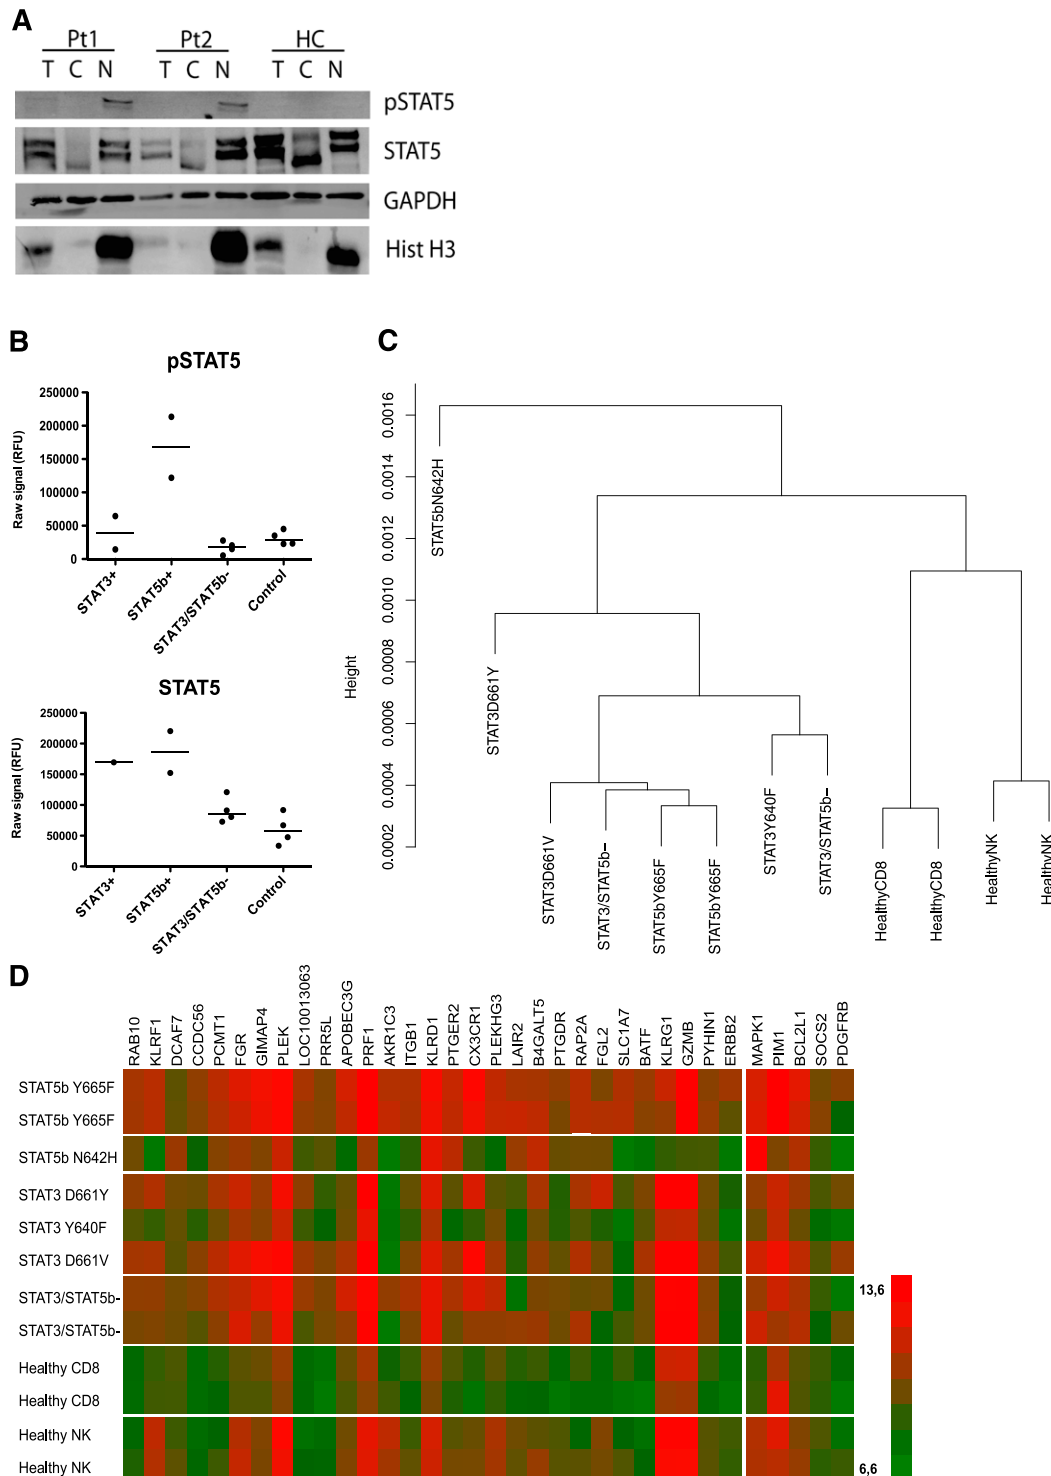 A
Pt1 Pt2 HC
T C N T C N T C N
pSTAT5
STAT5
GAPDH
Hist H3
B
pSTAT5
Raw signal (RFU)
250000
200000
150000
100000
50000
0
STAT3+
STAT5b+
STAT3/STAT5b-
Control
STAT5
Raw signal (RFU)
250000
200000
150000
100000
50000
0
STAT3+
STAT5b+
STAT3/STAT5b-
Control
C
Height
0.0016
0.0014
0.0012
0.0010
0.0008
0.0006
0.0004
0.0002
STAT5bN642H
STAT3D661Y
STAT3D661V
STAT3/STAT5b-
STAT5bY665F
STAT5bY665F
STAT3Y640F
STAT3/STAT5b-
HealthyCD8
HealthyCD8
HealthyNK
HealthyNK
D
RAB10
KLRF1
DCAF7
CCDC56
PCMT1
FGR
GIMAP4
PLEK
LOC10013063
PRR5L
APOBEC3G
PRF1
AKR1C3
ITGB1
KLRD1
PTGER2
CX3CR1
PLEKHG3
LAIR2
B4GALT5
PTGDR
RAP2A
FGL2
SLC1A7
BATF
KLRG1
GZMB
PYHIN1
ERBB2
MAPK1
PIM1
BCL2L1
SOCS2
PDGFRB
STAT5b Y665F
STAT5b Y665F
STAT5b N642H
STAT3 D661Y
STAT3 Y640F
STAT3 D661V
STAT3/STAT5b-
STAT3/STAT5b-
Healthy CD8
Healthy CD8
Healthy NK
Healthy NK
13,6
6,6